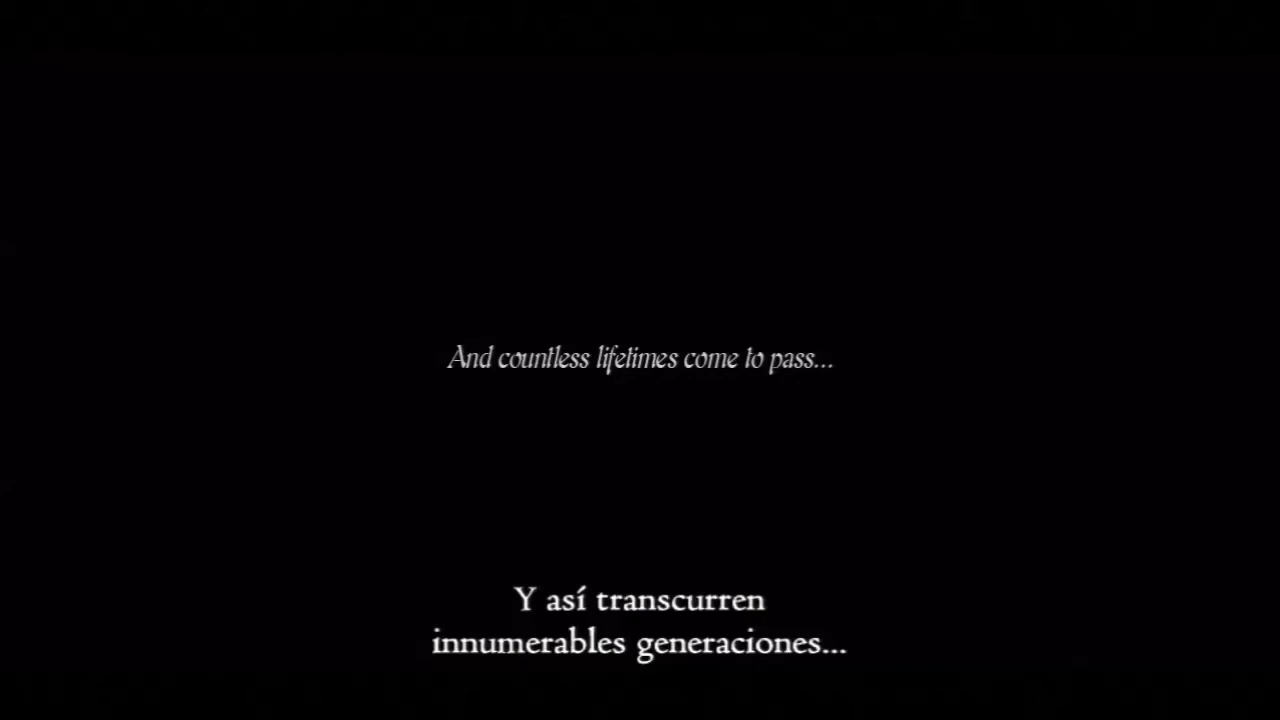 And countless lifetimes come to pass...
Y así transcurren
innumerables generaciones...